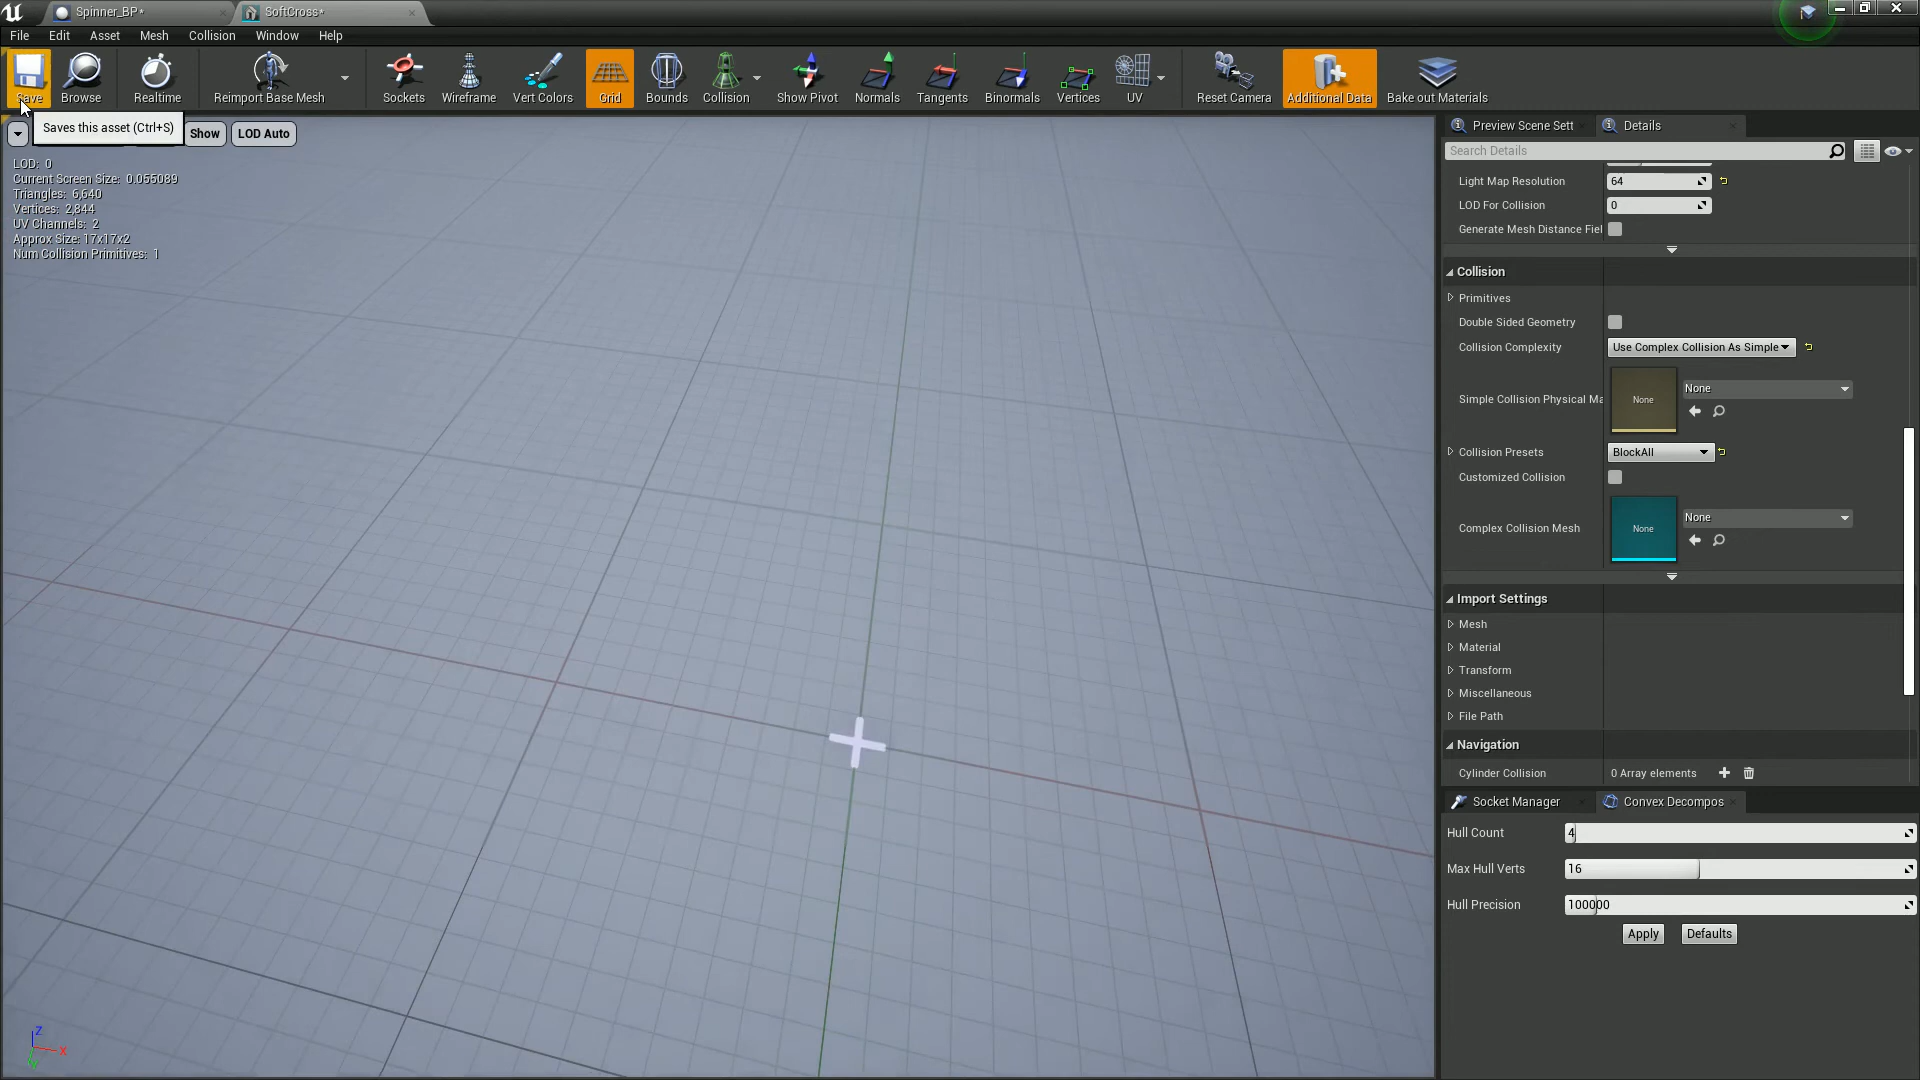 Spinner_BP*
SoftCross*
File Edit Asset Mesh Collision Window Help
Save Browse Realtime Reimport Base Mesh Sockets Wireframe Vert Colors Grid Bounds Collision Show Pivot Normals Tangents Binormals Vertices UV Reset Camera Additional Data Bake out Materials
Saves this asset (Ctrl+S)
Show
LOD Auto
LOD: 0
Current Screen Size: 0.055089
Triangles: 6,640
Vertices: 2,844
UV Channels: 2
Approx Size: 17x17x2
Num Collision Primitives: 1
Z
X
Y
Preview Scene Sett
Details
Search Details
Light Map Resolution 64
LOD For Collision 0
Generate Mesh Distance Fiel
Collision
Primitives
Double Sided Geometry
Collision Complexity Use Complex Collision As Simple
Simple Collision Physical Ma None None
Collision Presets BlockAll
Customized Collision
Complex Collision Mesh None None
Import Settings
Mesh
Material
Transform
Miscellaneous
File Path
Navigation
Cylinder Collision 0 Array elements
Socket Manager
Convex Decompos
Hull Count 4
Max Hull Verts 16
Hull Precision 100000
Apply Defaults